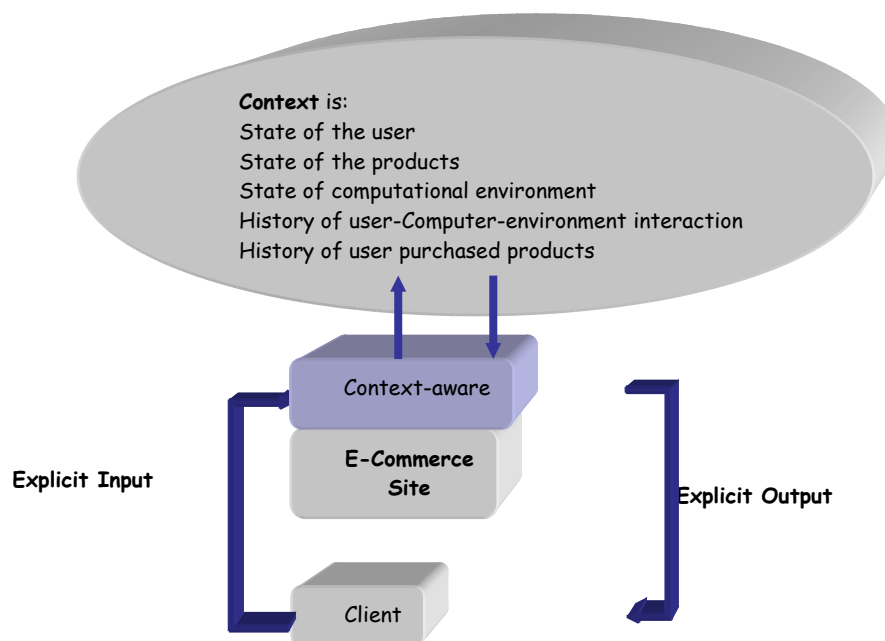 Context is:
State of the user
State of the products
State of computational environment
History of user-Computer-environment interaction
History of user purchased products
Context-aware
E-Commerce
Site
Explicit Input
Explicit Output
Client